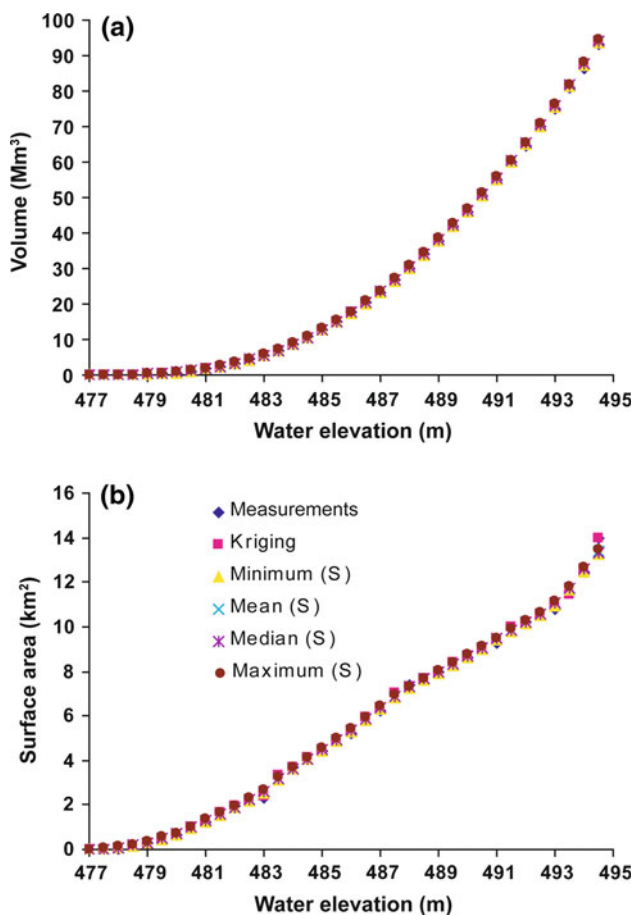 (a)
100
90
80
70
60
50
40
30
20
10
0
Volume (Mm³)
477 479 481 483 485 487 489 491 493 495
Water elevation (m)
(b)
16
14
12
10
8
6
4
2
0
Surface area (km²)
Measurements
Kriging
Minimum (S)
Mean (S)
Median (S)
Maximum (S)
477 479 481 483 485 487 489 491 493 495
Water elevation (m)